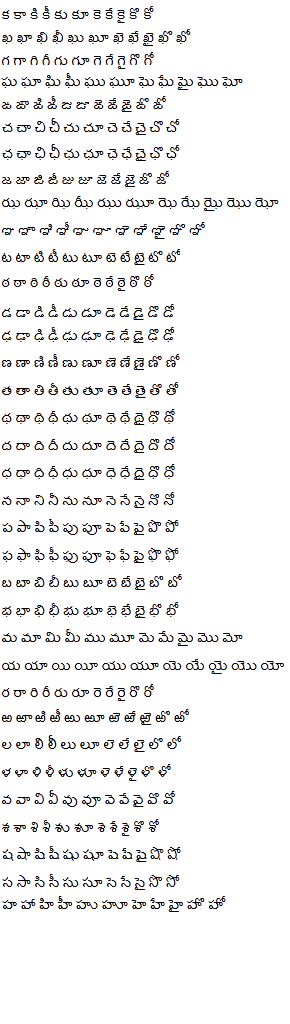 క కా కి కీ కు కూ కె కే కై కొ కో
ఖ ఖా ఖి ఖీ ఖు ఖూ ఖె ఖే ఖై ఖొ ఖో
గ గా గి గీ గు గూ గె గే గై గొ గో
ఘ ఘా ఘి ఘీ ఘు ఘూ ఘె ఘే ఘై ఘొ ఘో
ఙ ఙా ఙి ఙీ ఙు ఙూ ఙె ఙే ఙై ఙొ ఙో
చ చా చి చీ చు చూ చె చే చై చొ చో
ఛ ఛా ఛి ఛీ ఛు ఛూ ఛె ఛే ఛై ఛొ ఛో
జ జా జి జీ జు జూ జె జే జై జొ జో
ఝ ఝా ఝి ఝీ ఝు ఝూ ఝె ఝే ఝై ఝొ ఝో
ఞ ఞా ఞి ఞీ ఞు ఞూ ఞె ఞే ఞై ఞొ ఞో
ట టా టి టీ టు టూ టె టే టై టొ టో
ఠ ఠా ఠి ఠీ ఠు ఠూ ఠె ఠే ఠై ఠొ ఠో
డ డా డి డీ డు డూ డె డే డై డొ డో
ఢ ఢా ఢి ఢీ ఢు ఢూ ఢె ఢే ఢై ఢొ ఢో
ణ ణా ణి ణీ ణు ణూ ణె ణే ణై ణొ ణో
త తా తి తీ తు తూ తె తే తై తొ తో
థ థా థి థీ థు థూ థె థే థై థొ థో
ద దా ది దీ దు దూ దె దే దై దొ దో
ధ ధా ధి ధీ ధు ధూ ధె ధే ధై ధొ ధో
న నా ని నీ ను నూ నె నే నై నొ నో
ప పా పి పీ పు పూ పె పే పై పొ పో
ఫ ఫా ఫి ఫీ ఫు ఫూ ఫె ఫే ఫై ఫొ ఫో
బ బా బి బీ బు బూ బె బే బై బొ బో
భ భా భి భీ భు భూ భె భే భై భొ భో
మ మా మి మీ ము మూ మె మే మై మొ మో
య యా యి యీ యు యూ యె యే యై యొ యో
ర రా రి రీ రు రూ రె రే రై రొ రో
ఱ ఱా ఱి ఱీ ఱు ఱూ ఱె ఱే ఱై ఱొ ఱో
ల లా లి లీ లు లూ లె లే లై లొ లో
ళ ళా ళి ళీ ళు ళూ ళె ళే ళై ళొ ళో
వ వా వి వీ వు వూ వె వే వై వొ వో
శ శా శి శీ శు శూ శె శే శై శొ శో
ష షా షి షీ షు షూ షె షే షై షొ షో
స సా సి సీ సు సూ సె సే సై సొ సో
హ హా హి హీ హు హూ హె హే హై హొ హో